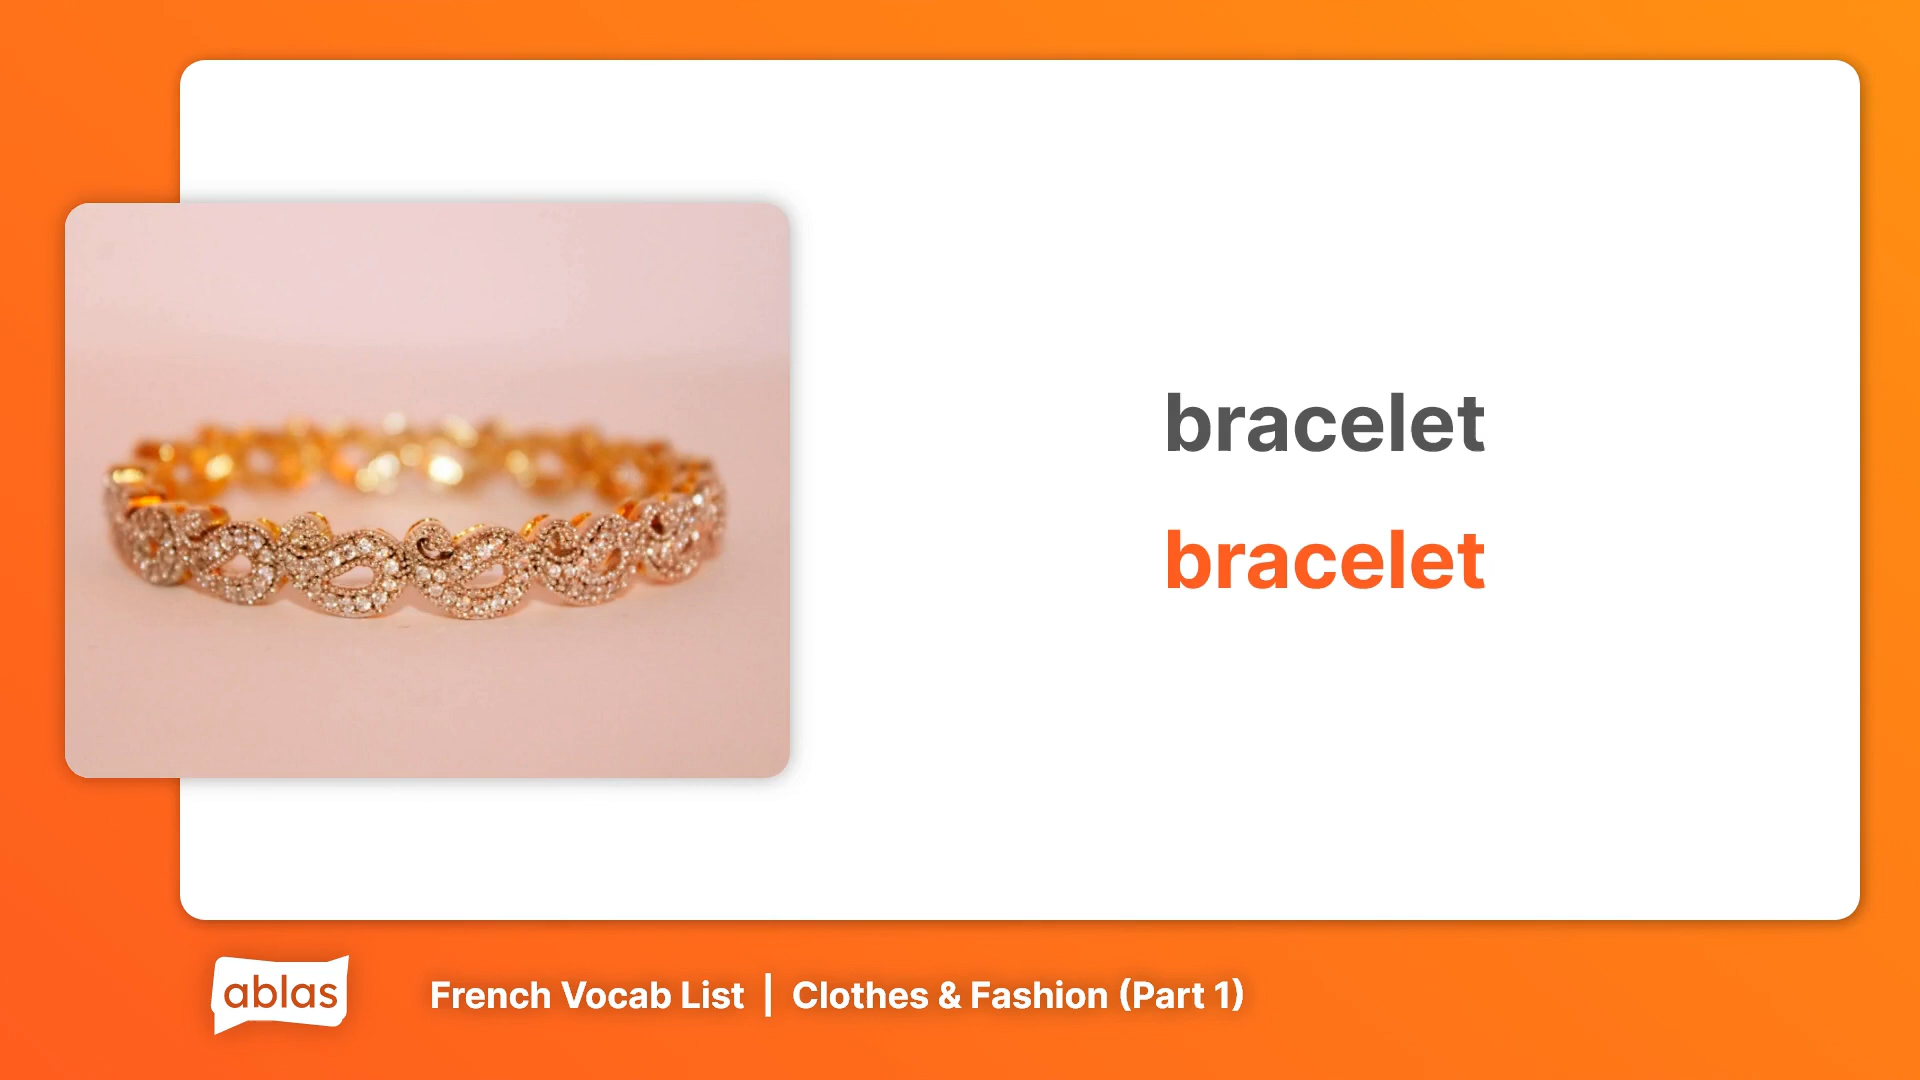 bracelet
bracelet
ablas
French Vocab List | Clothes & Fashion (Part 1)